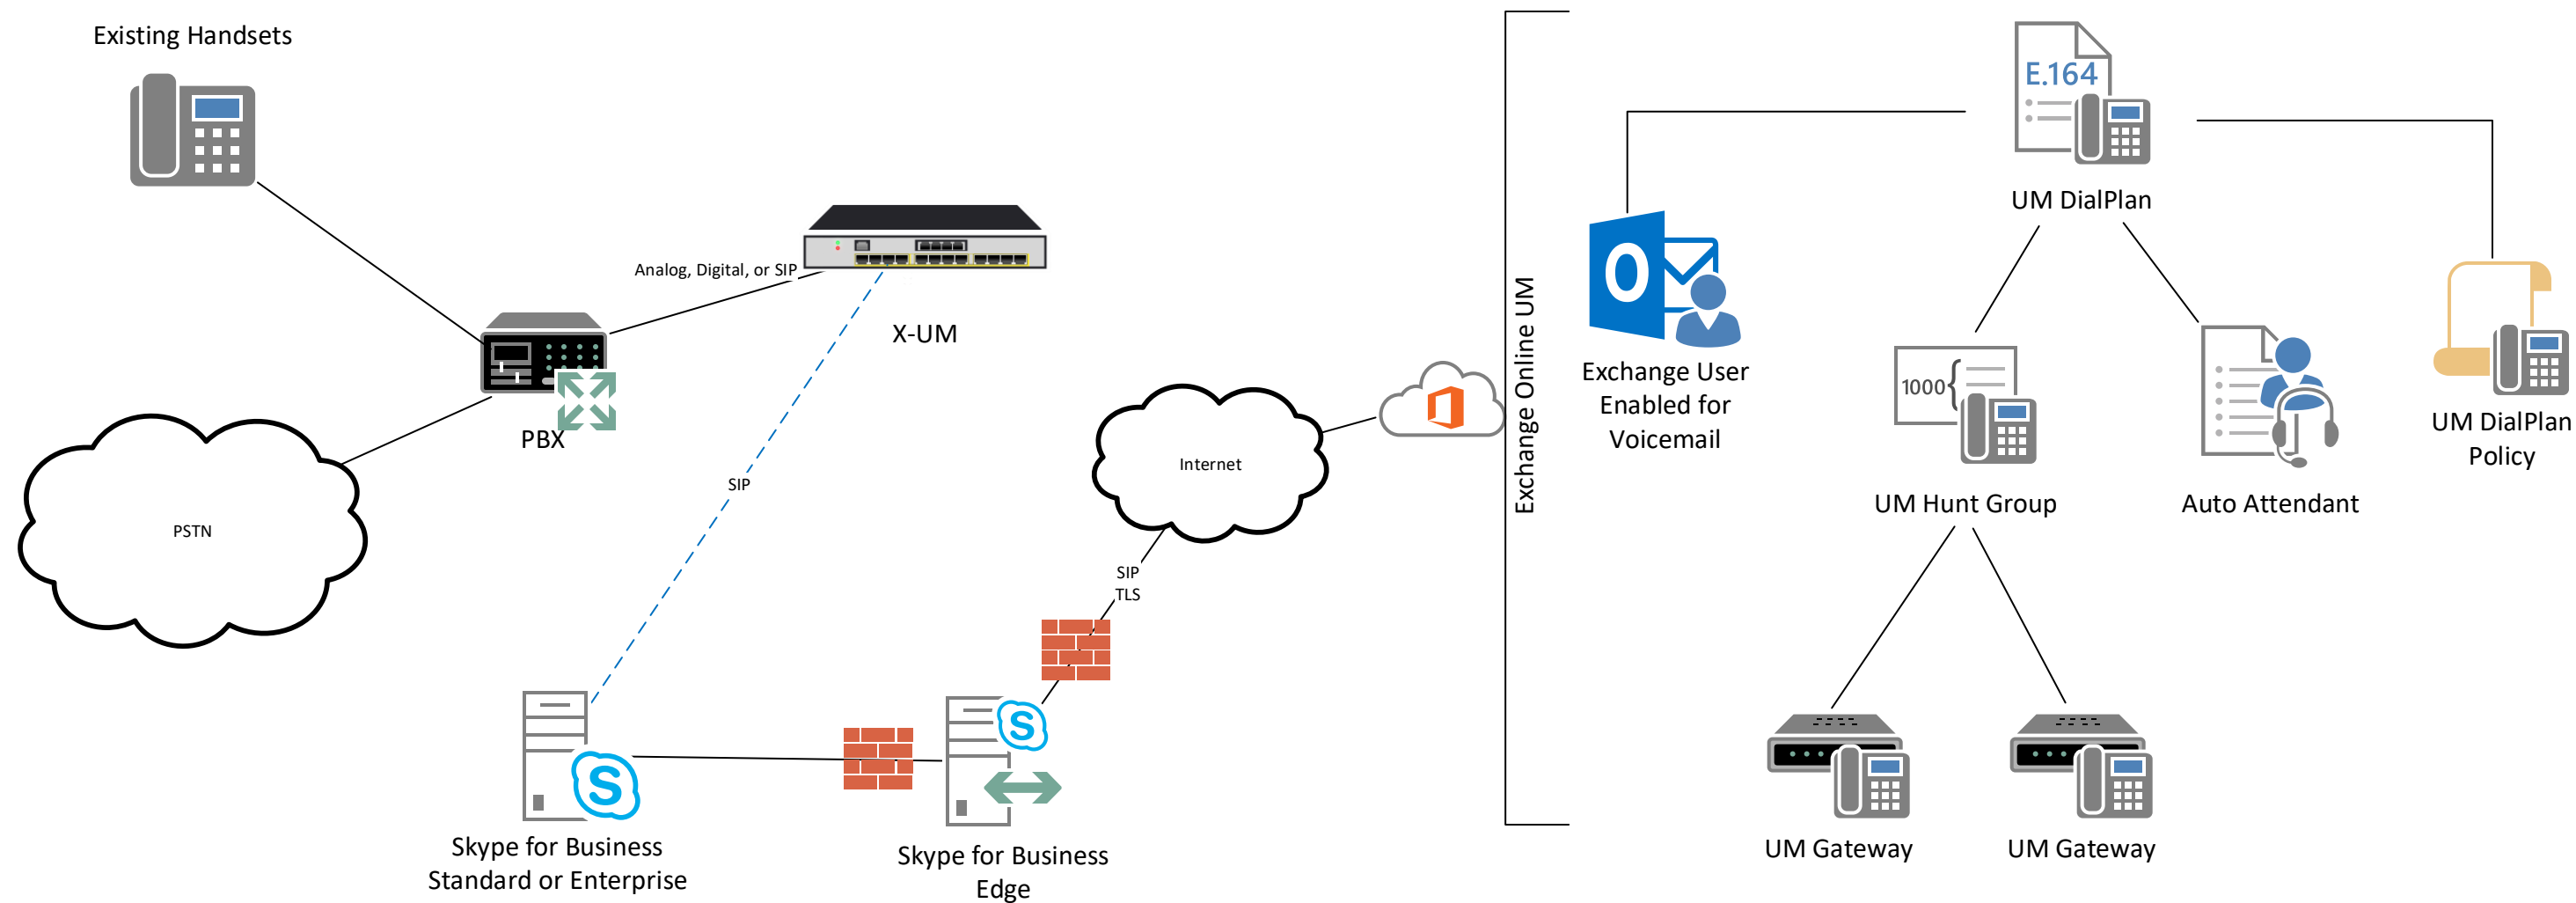 Existing Handsets
Analog, Digital, or SIP
X-UM
PBX
PSTN
SIP
Skype for Business
Standard or Enterprise
S
Skype for Business
Edge
S
SIP
TLS
Internet
Exchange Online UM
E.164
UM DialPlan
O
Exchange User
Enabled for
Voicemail
1000
UM Hunt Group
Auto Attendant
UM DialPlan
Policy
UM Gateway
UM Gateway